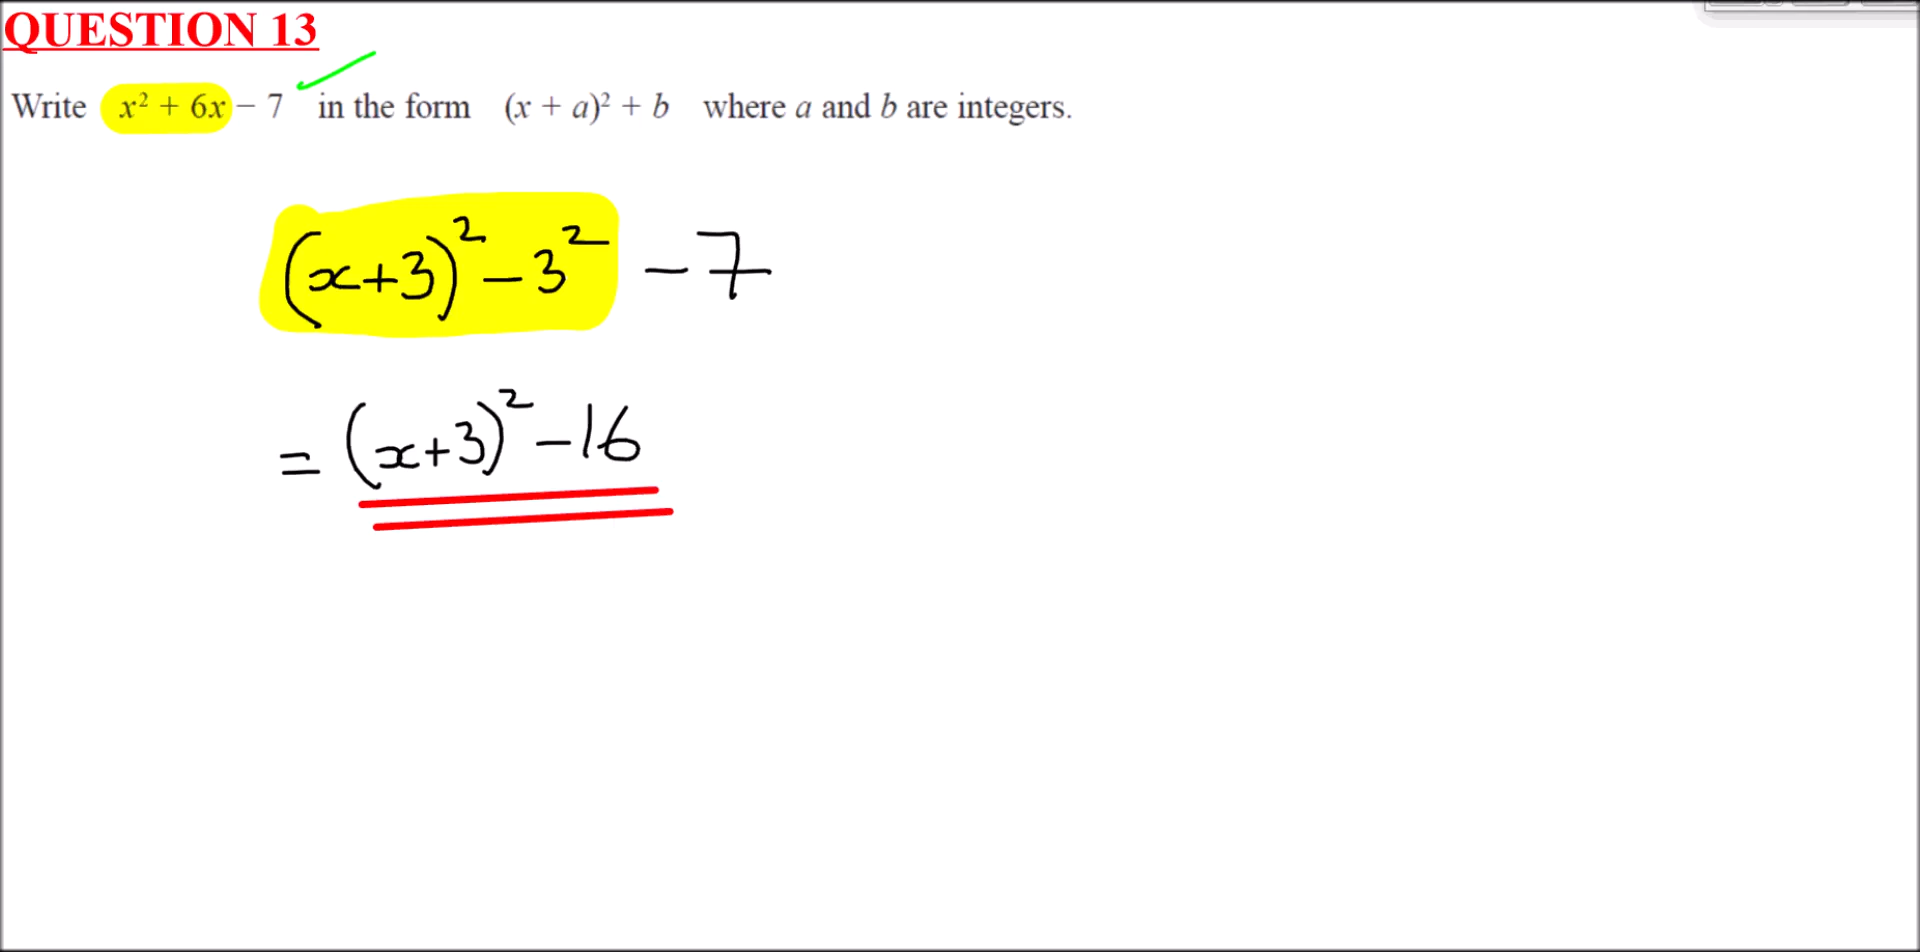 QUESTION 13
Write x² + 6x − 7 in the form (x + a)² + b where a and b are integers.
(x+3)² − 3² − 7
= (x+3)² − 16